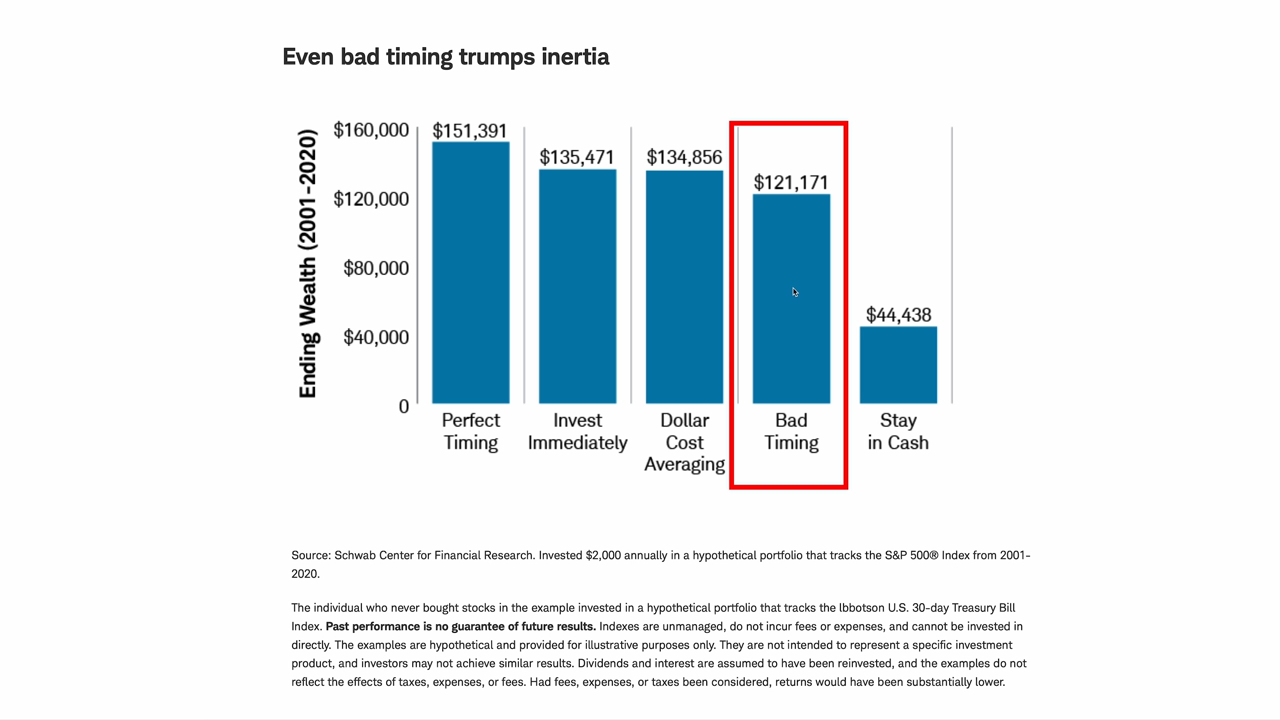 Even bad timing trumps inertia
Ending Wealth (2001-2020)
$160,000
$120,000
$80,000
$40,000
0
$151,391
$135,471
$134,856
$121,171
$44,438
Perfect
Timing
Invest
Immediately
Dollar
Cost
Averaging
Bad
Timing
Stay
in Cash
Source: Schwab Center for Financial Research. Invested $2,000 annually in a hypothetical portfolio that tracks the S&P 500® Index from 2001-
2020.
The individual who never bought stocks in the example invested in a hypothetical portfolio that tracks the lbbotson U.S. 30-day Treasury Bill
Index. Past performance is no guarantee of future results. Indexes are unmanaged, do not incur fees or expenses, and cannot be invested in
directly. The examples are hypothetical and provided for illustrative purposes only. They are not intended to represent a specific investment
product, and investors may not achieve similar results. Dividends and interest are assumed to have been reinvested, and the examples do not
reflect the effects of taxes, expenses, or fees. Had fees, expenses, or taxes been considered, returns would have been substantially lower.